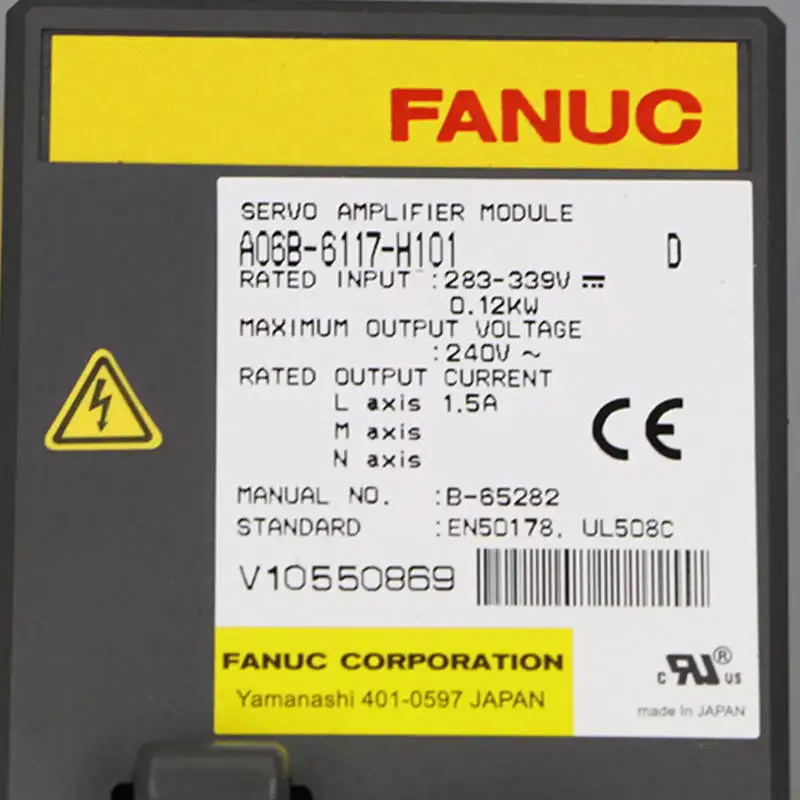 FANUC
SERVO AMPLIFIER MODULE
A06B-6117-H101 D
RATED INPUT :283-339V ⎓
0.12KW
MAXIMUM OUTPUT VOLTAGE
:240V ~
RATED OUTPUT CURRENT
L axis 1.5A
M axis
N axis
CE
MANUAL NO. :B-65282
STANDARD :EN50178, UL508C
V10550869
FANUC CORPORATION
Yamanashi 401-0597 JAPAN
C RU ® US
made In JAPAN